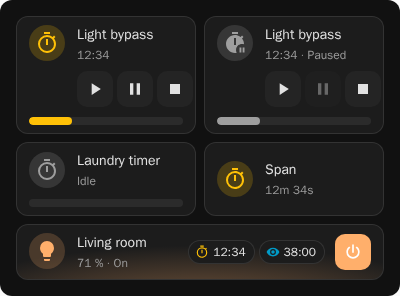 Light bypass
12:34
Light bypass
12:34 · Paused
Laundry timer
Idle
Span
12m 34s
Living room
71 % · On
12:34
38:00